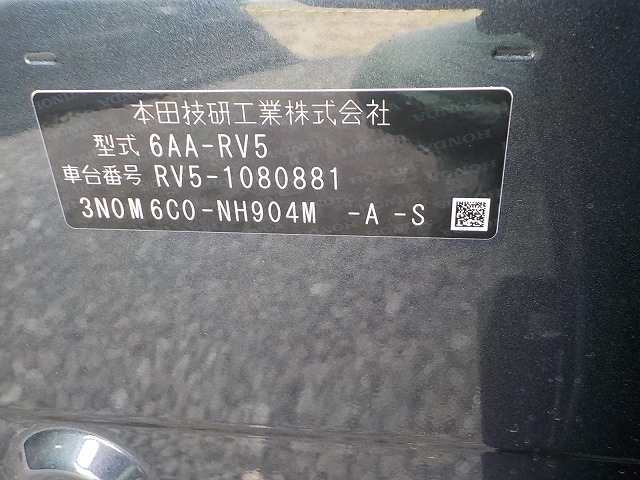 本田技研工業株式会社
型式 6AA-RV5
車台番号 RV5-1080881
3N0M6C0-NH904M -A -S